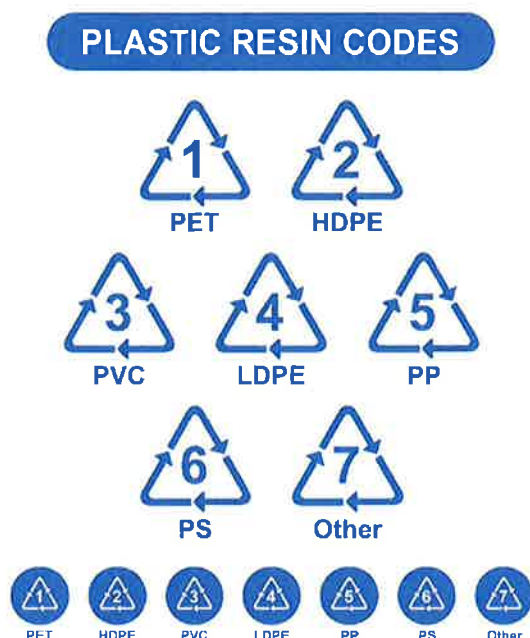 PLASTIC RESIN CODES
1 2
PET HDPE
3 4 5
PVC LDPE PP
6 7
PS Other
1 2 3 4 5 6 7
PET HDPE PVC LDPE PP PS Other